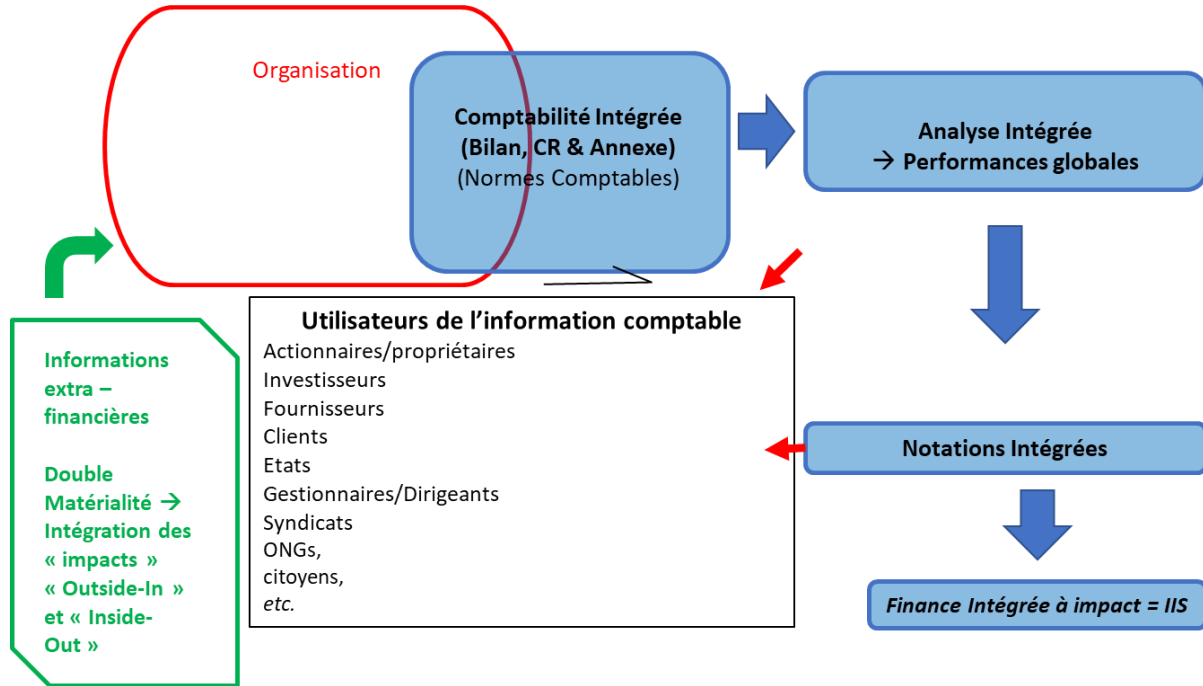 Organisation
Comptabilité Intégrée
(Bilan, CR & Annexe)
(Normes Comptables)
Analyse Intégrée
→ Performances globales
Informations
extra –
financières
Double
Matérialité →
Intégration des
« impacts »
« Outside-In »
et « Inside-
Out »
Utilisateurs de l’information comptable
Actionnaires/propriétaires
Investisseurs
Fournisseurs
Clients
Etats
Gestionnaires/Dirigeants
Syndicats
ONGs,
citoyens,
etc.
Notations Intégrées
Finance Intégrée à impact = IIS